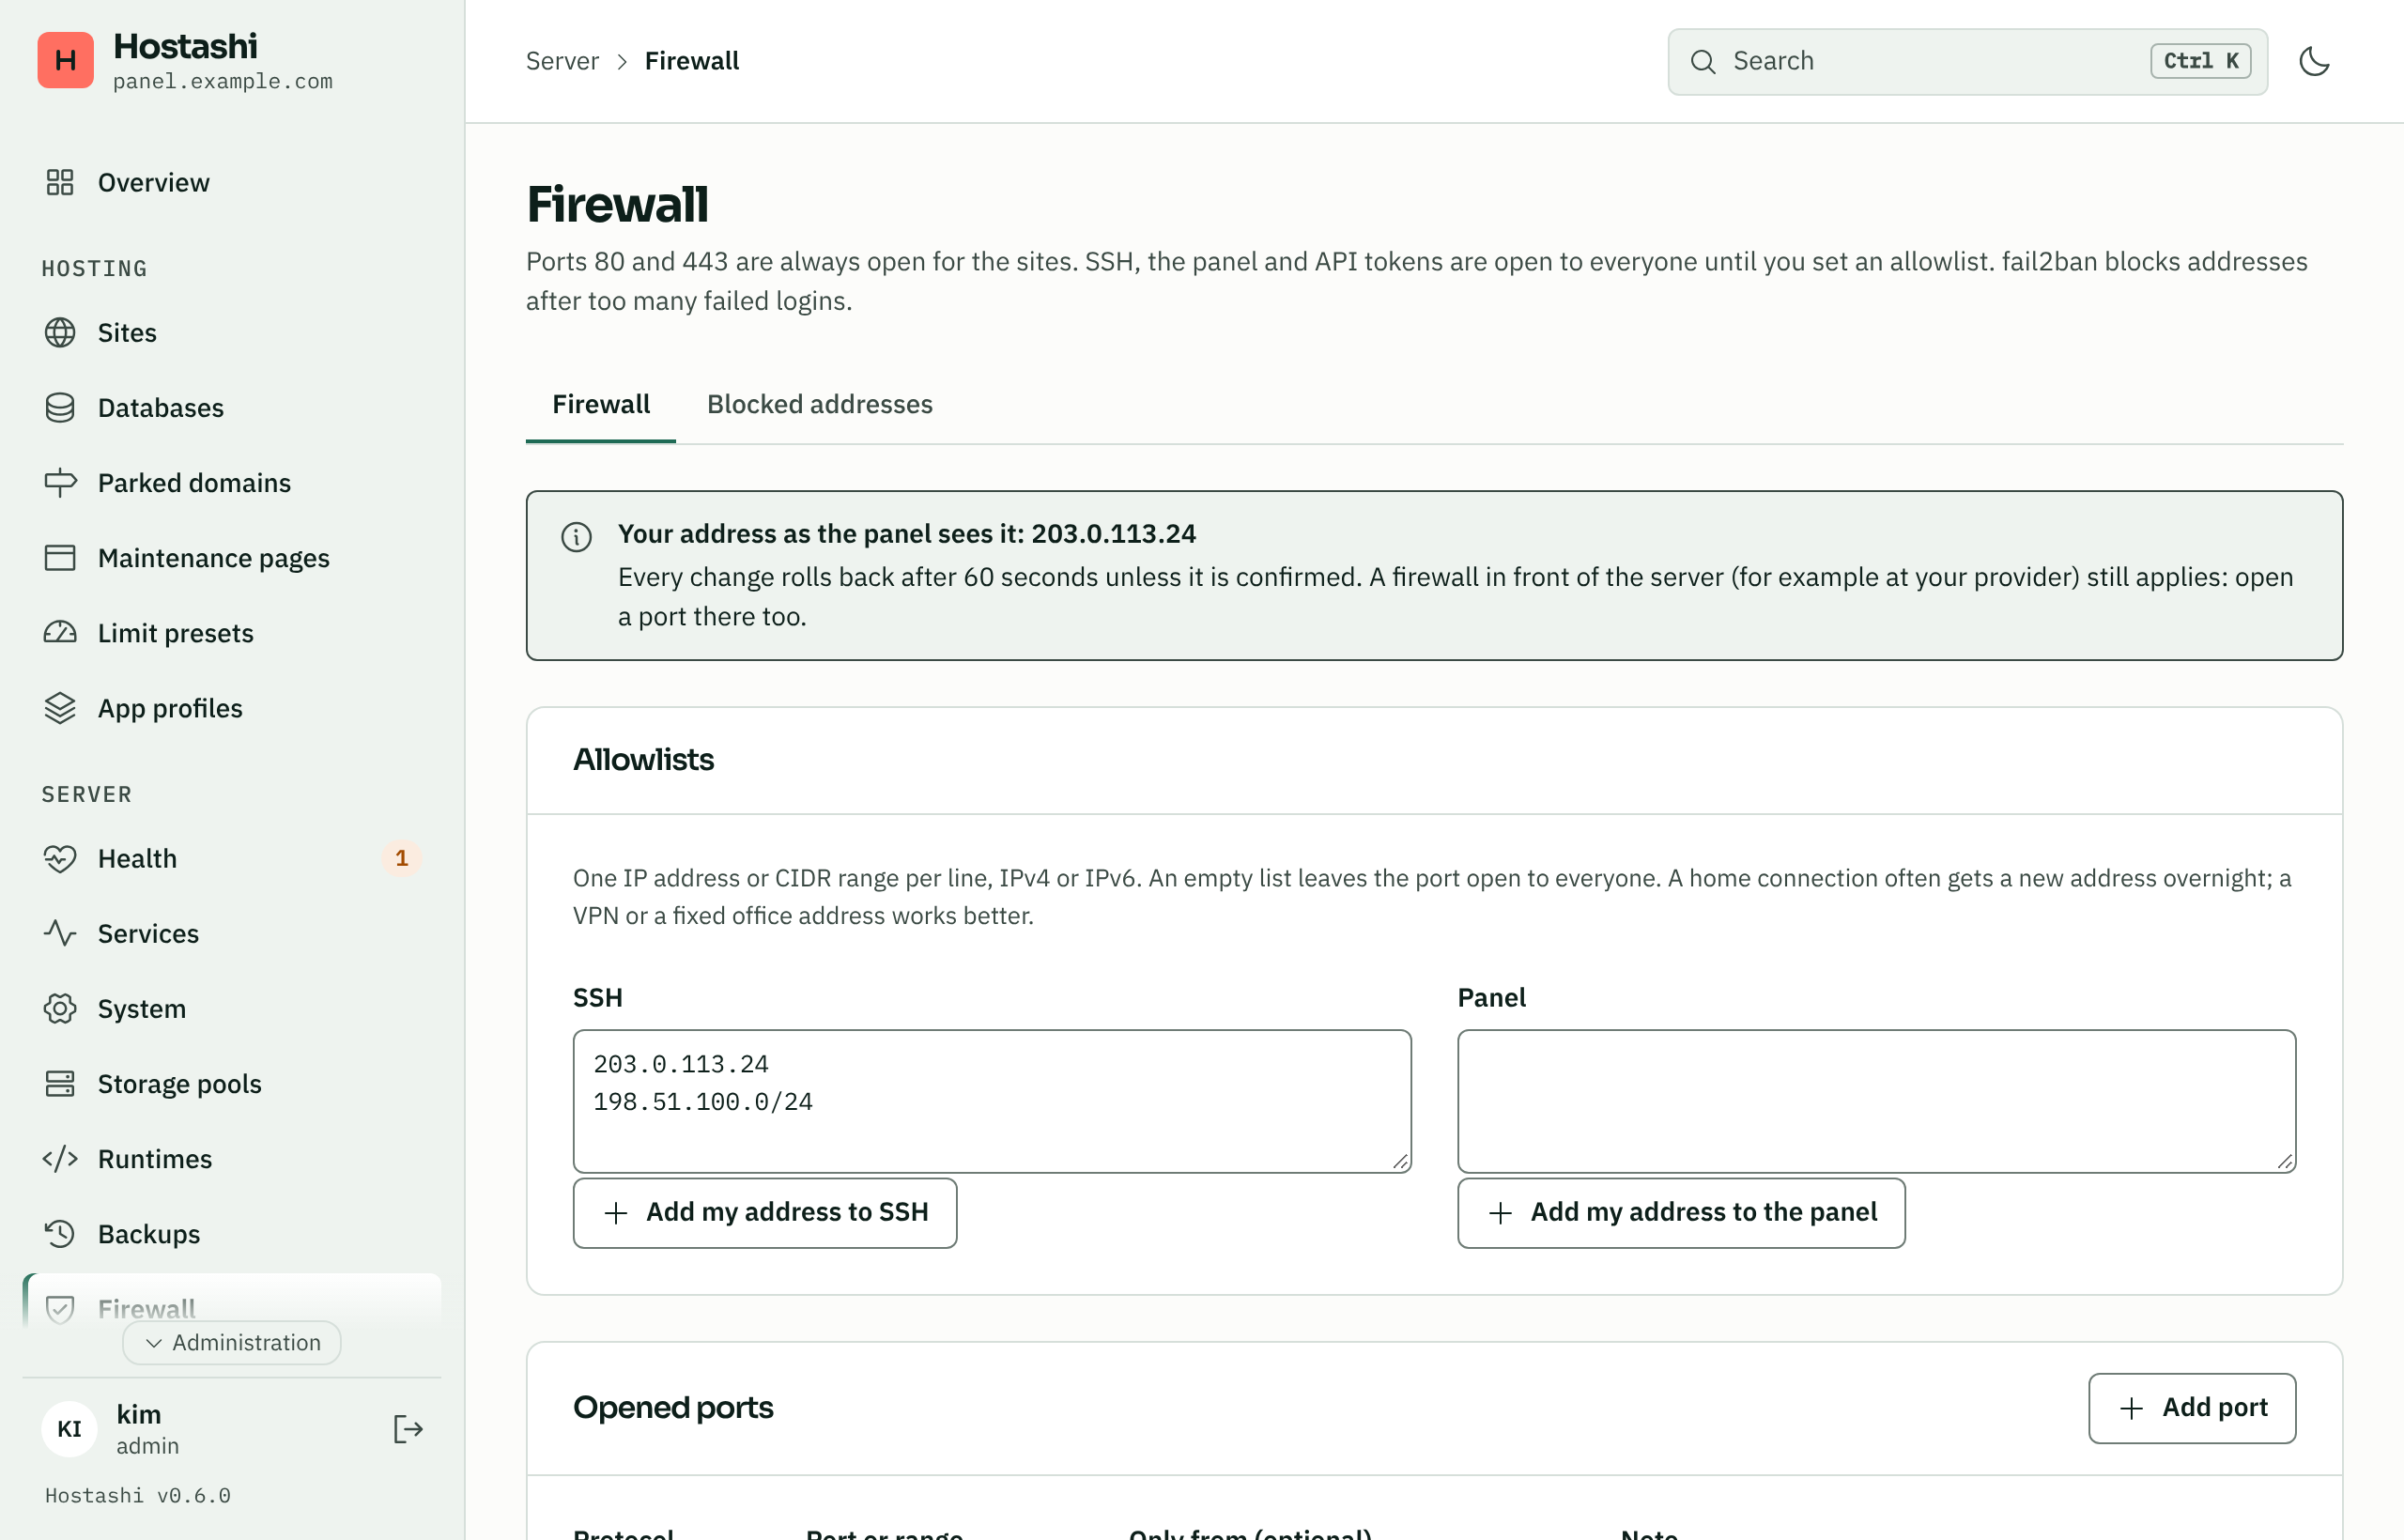 H
Hostashi
panel.example.com
Overview
HOSTING
Sites
Databases
Parked domains
Maintenance pages
Limit presets
App profiles
SERVER
Health 1
Services
System
Storage pools
Runtimes
Backups
Firewall
Administration
KI
kim
admin
Hostashi v0.6.0
Server > Firewall
Search Ctrl K
Firewall
Ports 80 and 443 are always open for the sites. SSH, the panel and API tokens are open to everyone until you set an allowlist. fail2ban blocks addresses
after too many failed logins.
Firewall Blocked addresses
Your address as the panel sees it: 203.0.113.24
Every change rolls back after 60 seconds unless it is confirmed. A firewall in front of the server (for example at your provider) still applies: open
a port there too.
Allowlists
One IP address or CIDR range per line, IPv4 or IPv6. An empty list leaves the port open to everyone. A home connection often gets a new address overnight; a
VPN or a fixed office address works better.
SSH
203.0.113.24
198.51.100.0/24
Add my address to SSH
Panel
Add my address to the panel
Opened ports
Add port
Protocol Port or range Only from (optional) Note